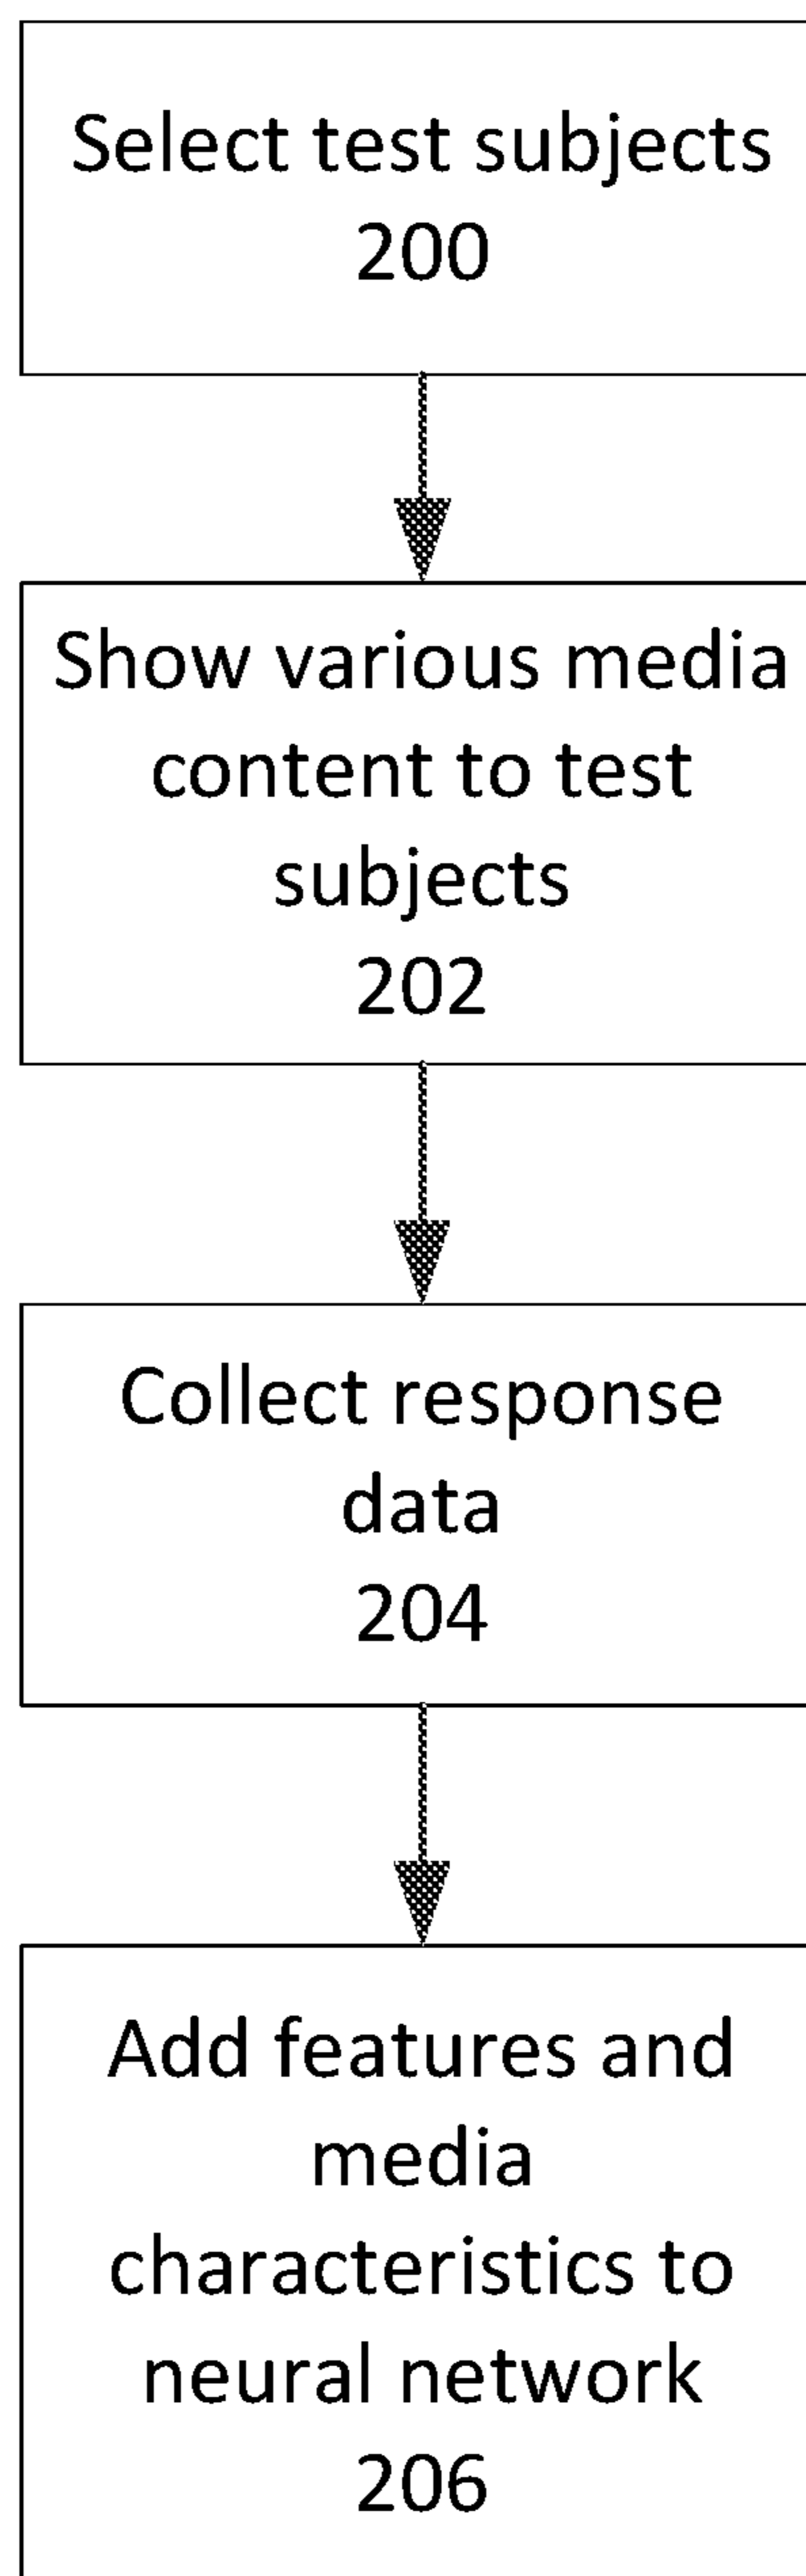 Select test subjects
200
Show various media
content to test
subjects
202
Collect response
data
204
Add features and
media
characteristics to
neural network
206